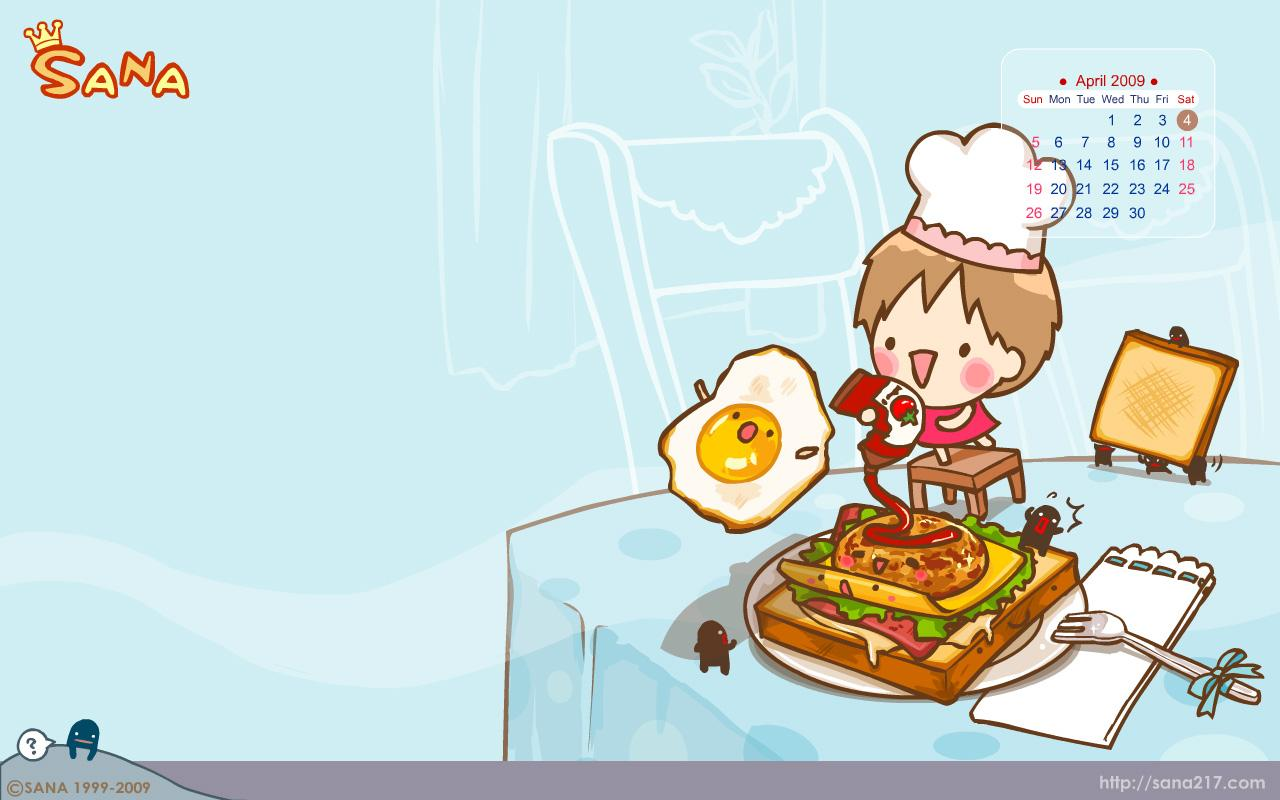 SANA
● April 2009 ●
Sun Mon Tue Wed Thu Fri Sat
1 2 3 4
5 6 7 8 9 10 11
12 13 14 15 16 17 18
19 20 21 22 23 24 25
26 27 28 29 30
?
©SANA 1999-2009
http://sana217.com